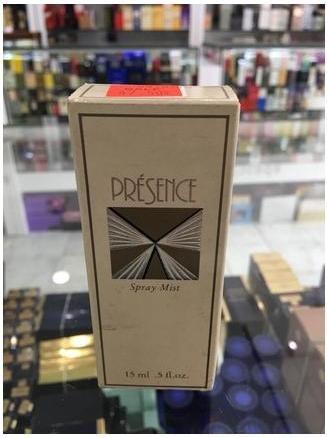 PRÉSENCE
Spray Mist
15 ml .5 fl.oz.